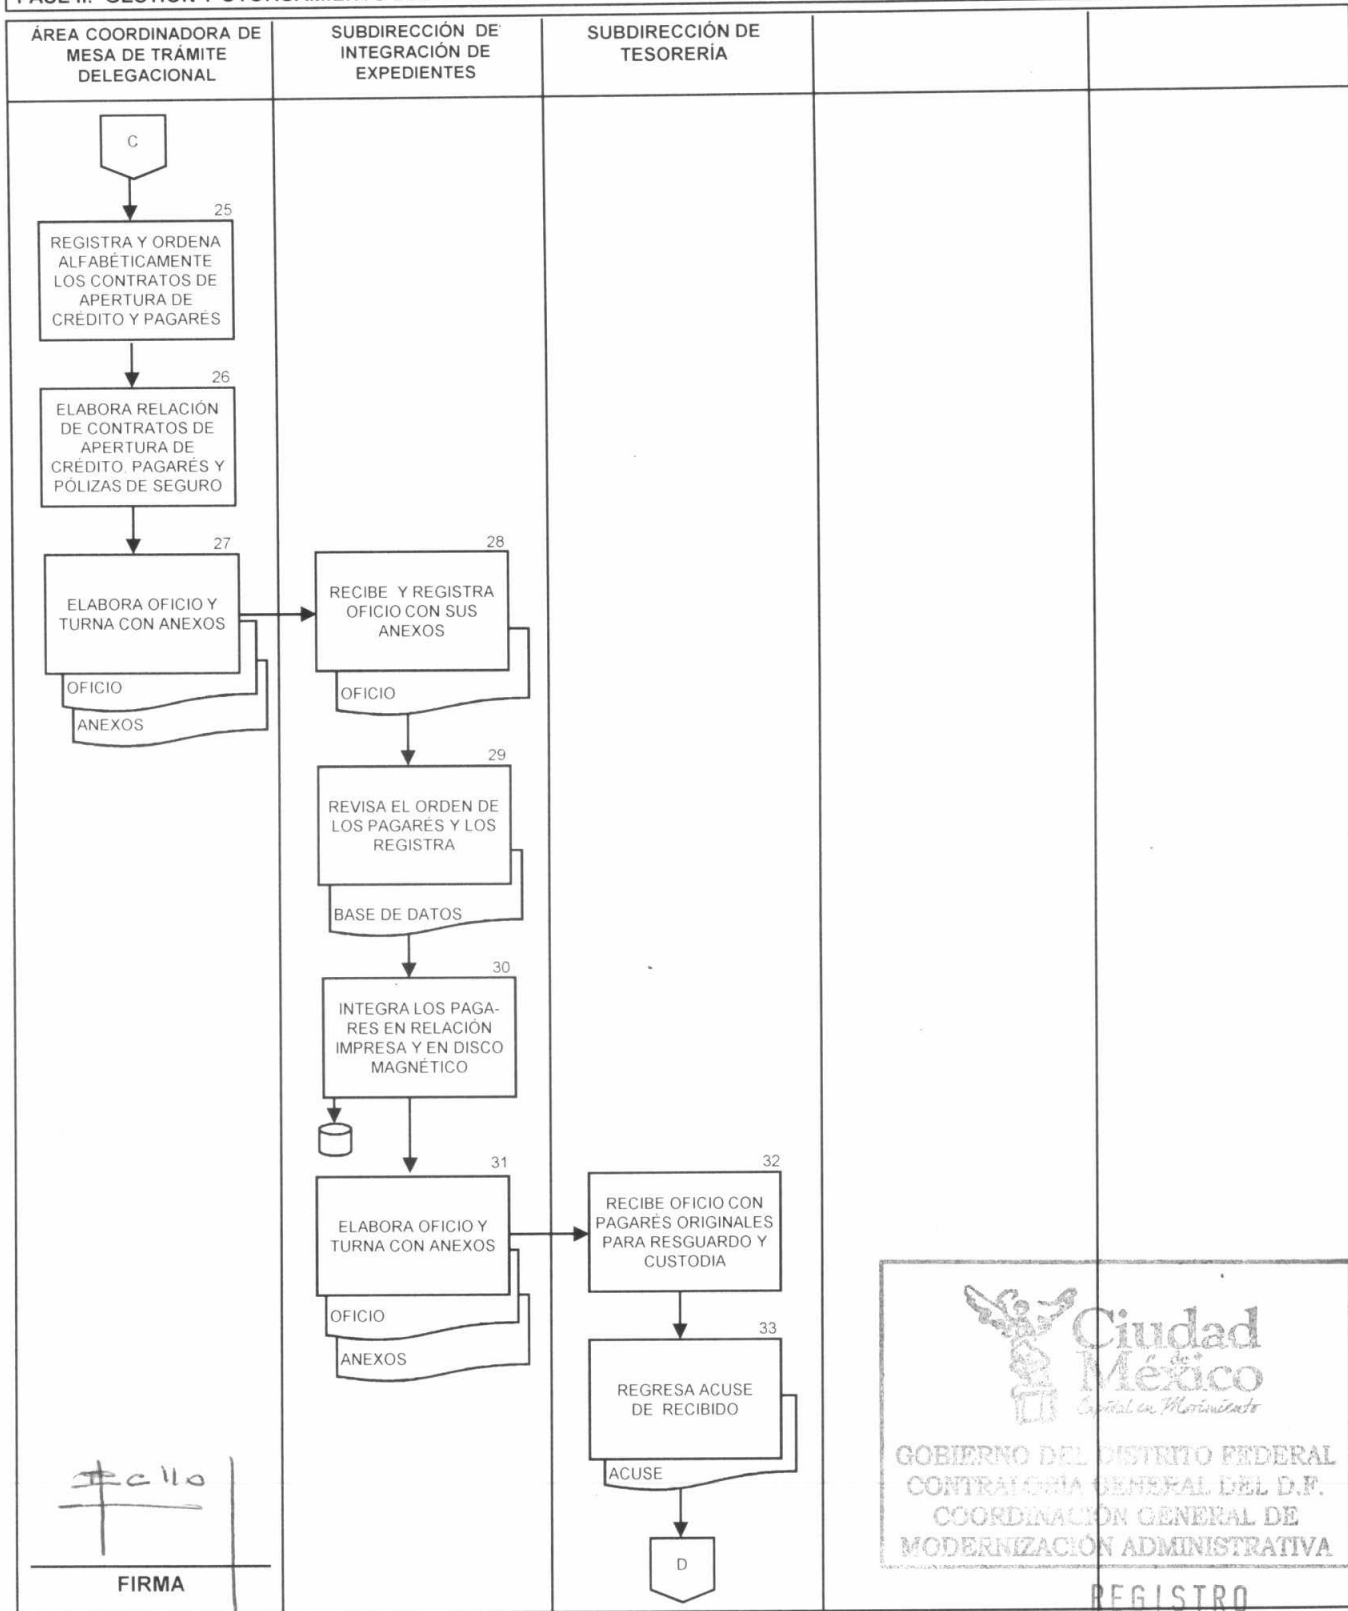 ÁREA COORDINADORA DE
MESA DE TRÁMITE
DELEGACIONAL
SUBDIRECCIÓN DE
INTEGRACIÓN DE
EXPEDIENTES
SUBDIRECCIÓN DE
TESORERÍA
C
25
REGISTRA Y ORDENA
ALFABÉTICAMENTE
LOS CONTRATOS DE
APERTURA DE
CRÉDITO Y PAGARÉS
26
ELABORA RELACIÓN
DE CONTRATOS DE
APERTURA DE
CRÉDITO, PAGARÉS Y
PÓLIZAS DE SEGURO
27
ELABORA OFICIO Y
TURNA CON ANEXOS
OFICIO
ANEXOS
28
RECIBE Y REGISTRA
OFICIO CON SUS
ANEXOS
OFICIO
29
REVISA EL ORDEN DE
LOS PAGARÉS Y LOS
REGISTRA
BASE DE DATOS
30
INTEGRA LOS PAGA-
RES EN RELACIÓN
IMPRESA Y EN DISCO
MAGNÉTICO
31
ELABORA OFICIO Y
TURNA CON ANEXOS
OFICIO
ANEXOS
32
RECIBE OFICIO CON
PAGARÉS ORIGINALES
PARA RESGUARDO Y
CUSTODIA
33
REGRESA ACUSE
DE RECIBIDO
ACUSE
D
FIRMA
Ciudad
de
México
Capital en Movimiento
GOBIERNO DEL DISTRITO FEDERAL
CONTRALORÍA GENERAL DEL D.F.
COORDINACIÓN GENERAL DE
MODERNIZACIÓN ADMINISTRATIVA
REGISTRO